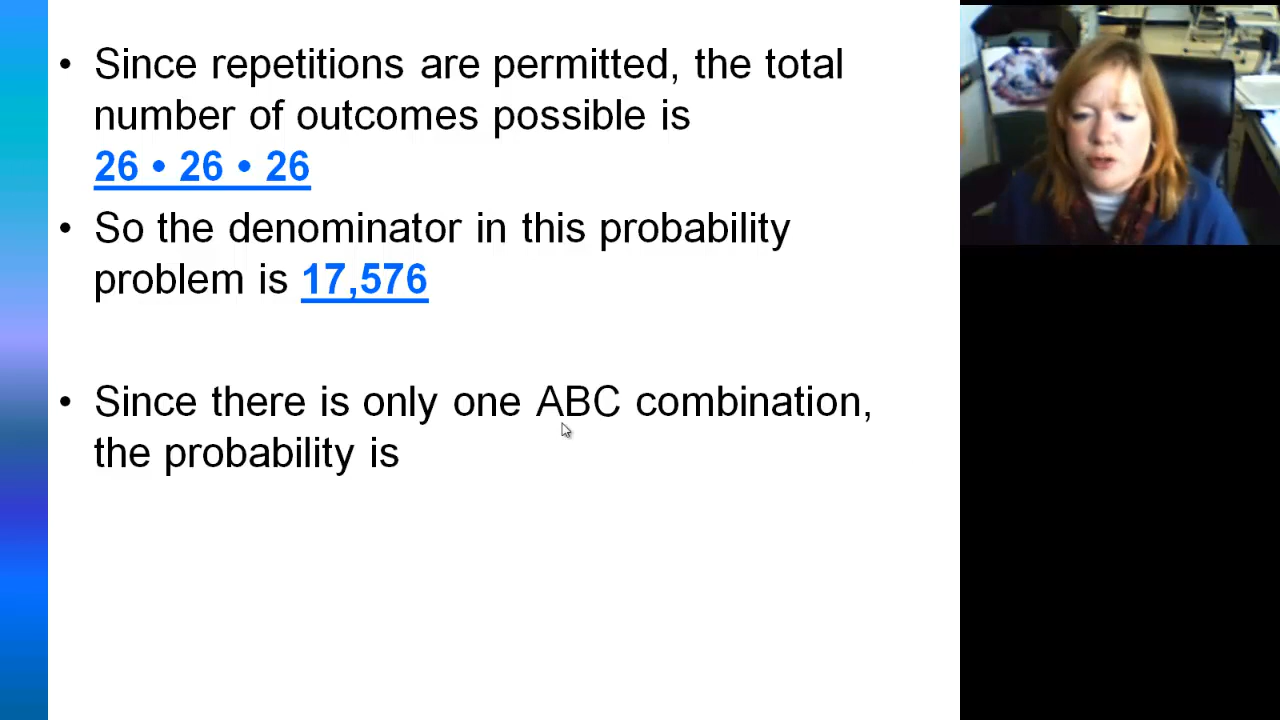 • Since repetitions are permitted, the total
number of outcomes possible is
26 • 26 • 26
• So the denominator in this probability
problem is 17,576
• Since there is only one ABC combination,
the probability is